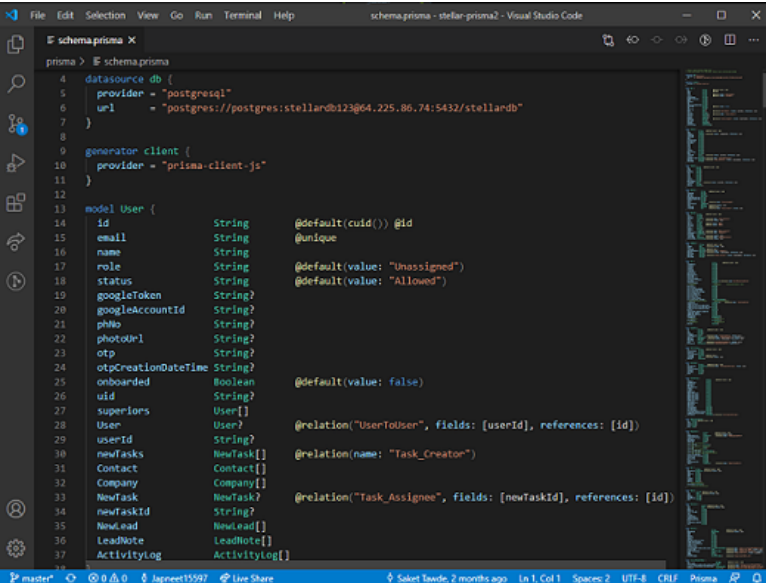 File Edit Selection View Go Run Terminal Help schema.prisma - stellar-prisma2 - Visual Studio Code
schema.prisma
prisma > schema.prisma
4 datasource db {
5 provider = "postgresql"
6 url = "postgres://postgres:stellardb123@64.225.86.74:5432/stellardb"
7 }
8
9 generator client {
10 provider = "prisma-client-js"
11 }
12
13 model User {
14 id String @default(cuid()) @id
15 email String @unique
16 name String
17 role String @default(value: "Unassigned")
18 status String @default(value: "Allowed")
19 googleToken String?
20 googleAccountId String?
21 phNo String?
22 photoUrl String?
23 otp String?
24 otpCreationDateTime String?
25 onboarded Boolean @default(value: false)
26 uid String?
27 superiors User[]
28 User User? @relation("UserToUser", fields: [userId], references: [id])
29 userId String?
30 newTasks NewTask[] @relation(name: "Task_Creator")
31 Contact Contact[]
32 Company Company[]
33 NewTask NewTask? @relation("Task_Assignee", fields: [newTaskId], references: [id])
34 newTaskId String?
35 NewLead NewLead[]
36 LeadNote LeadNote[]
37 ActivityLog ActivityLog[]
master* 0 0 Japneet15597 Live Share Saket Tawde, 2 months ago Ln 1, Col 1 Spaces: 2 UTF-8 CRLF Prisma